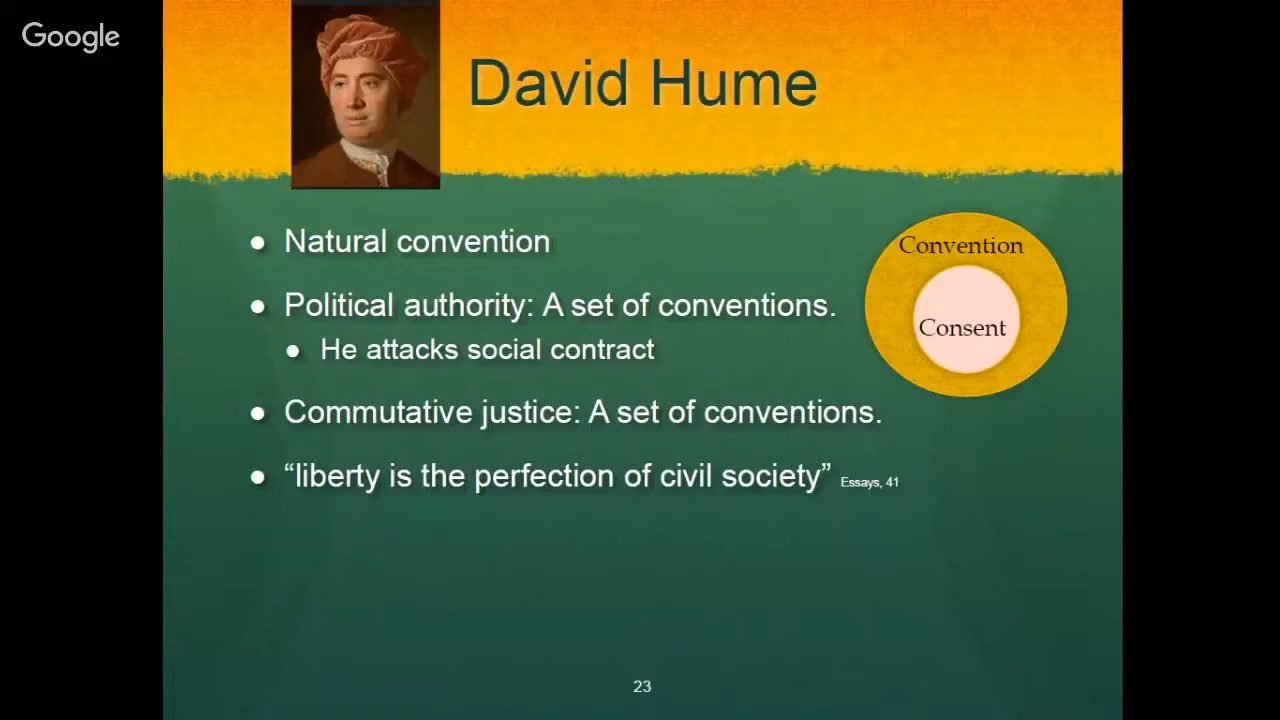 Google
David Hume
● Natural convention
● Political authority: A set of conventions.
● He attacks social contract
● Commutative justice: A set of conventions.
● “liberty is the perfection of civil society” Essays, 41
Convention
Consent
23